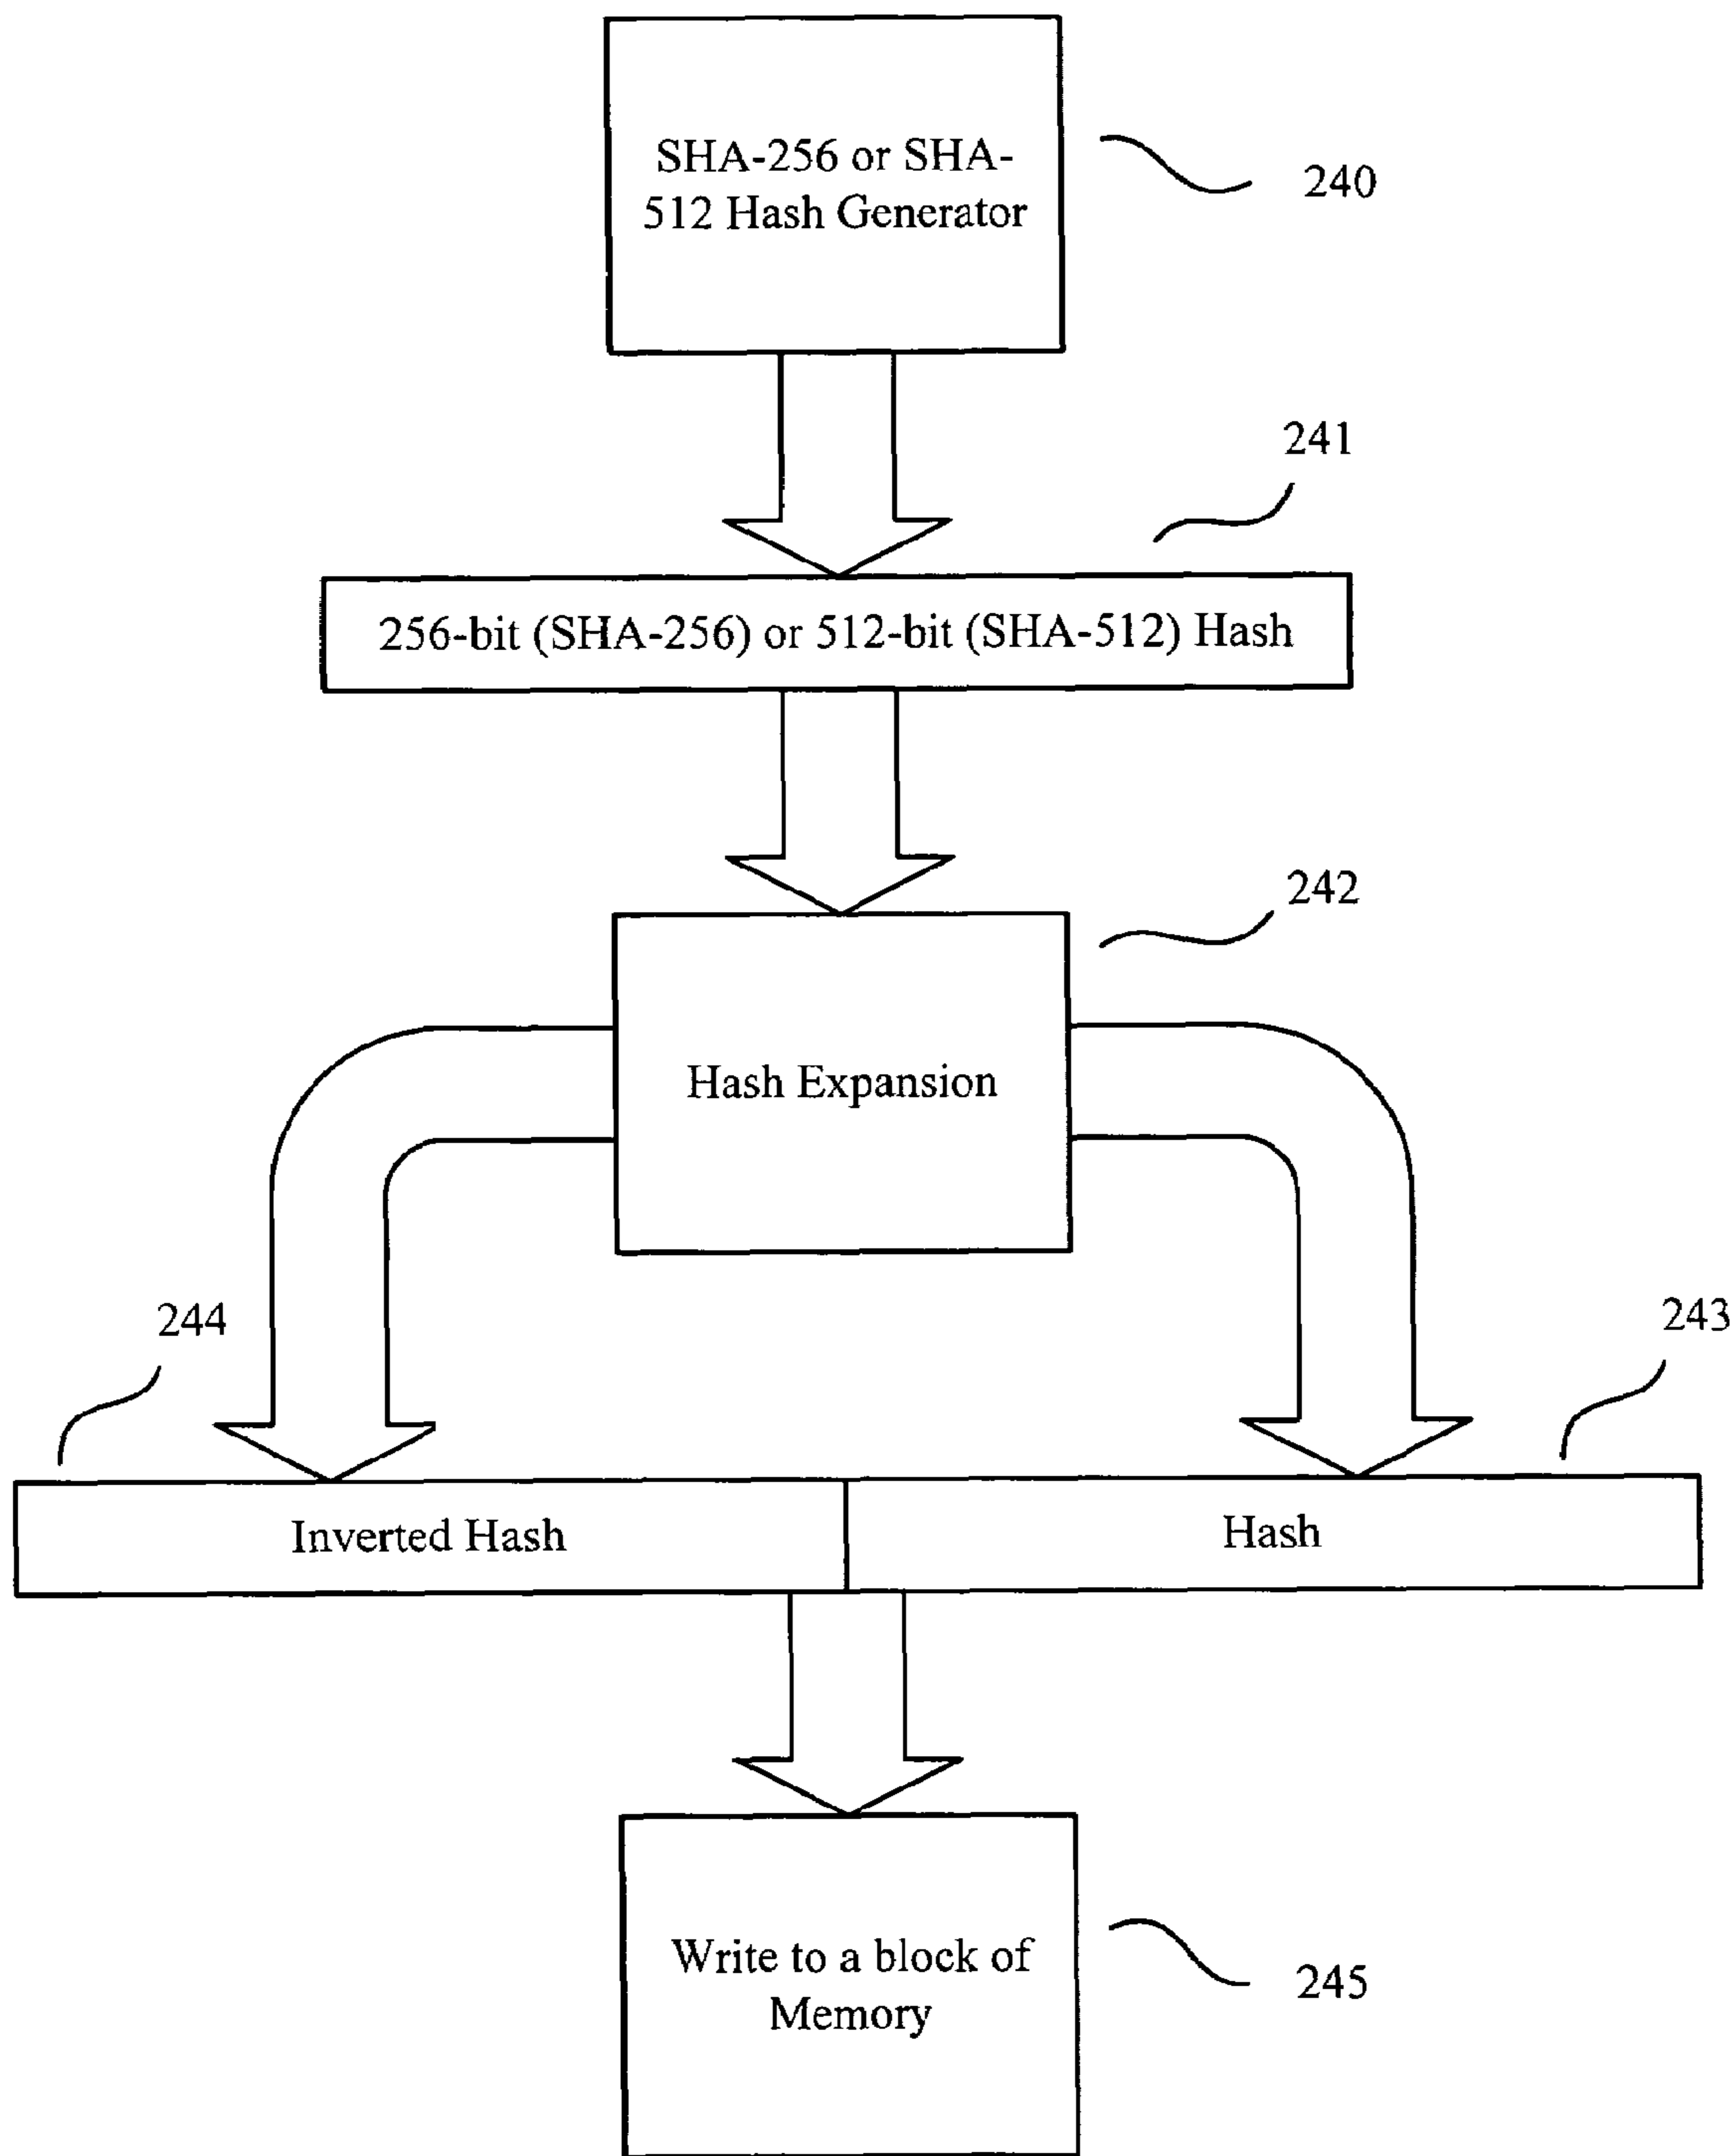 SHA-256 or SHA-
512 Hash Generator
240
241
256-bit (SHA-256) or 512-bit (SHA-512) Hash
242
Hash Expansion
244
243
Inverted Hash
Hash
Write to a block of
Memory
245